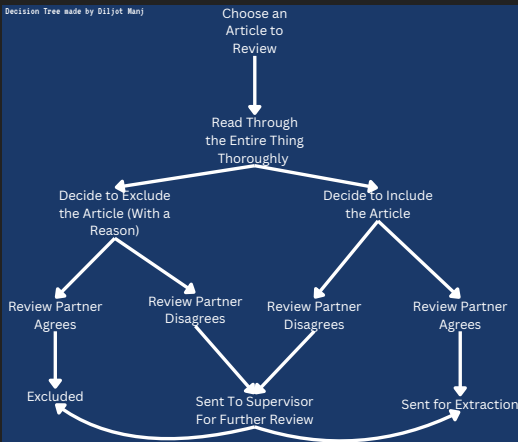 Decision Tree made by Diljot Manj
Choose an
Article to
Review
Read Through
the Entire Thing
Thoroughly
Decide to Exclude
the Article (With a
Reason)
Decide to Include
the Article
Review Partner
Agrees
Review Partner
Disagrees
Review Partner
Disagrees
Review Partner
Agrees
Excluded
Sent To Supervisor
For Further Review
Sent for Extraction